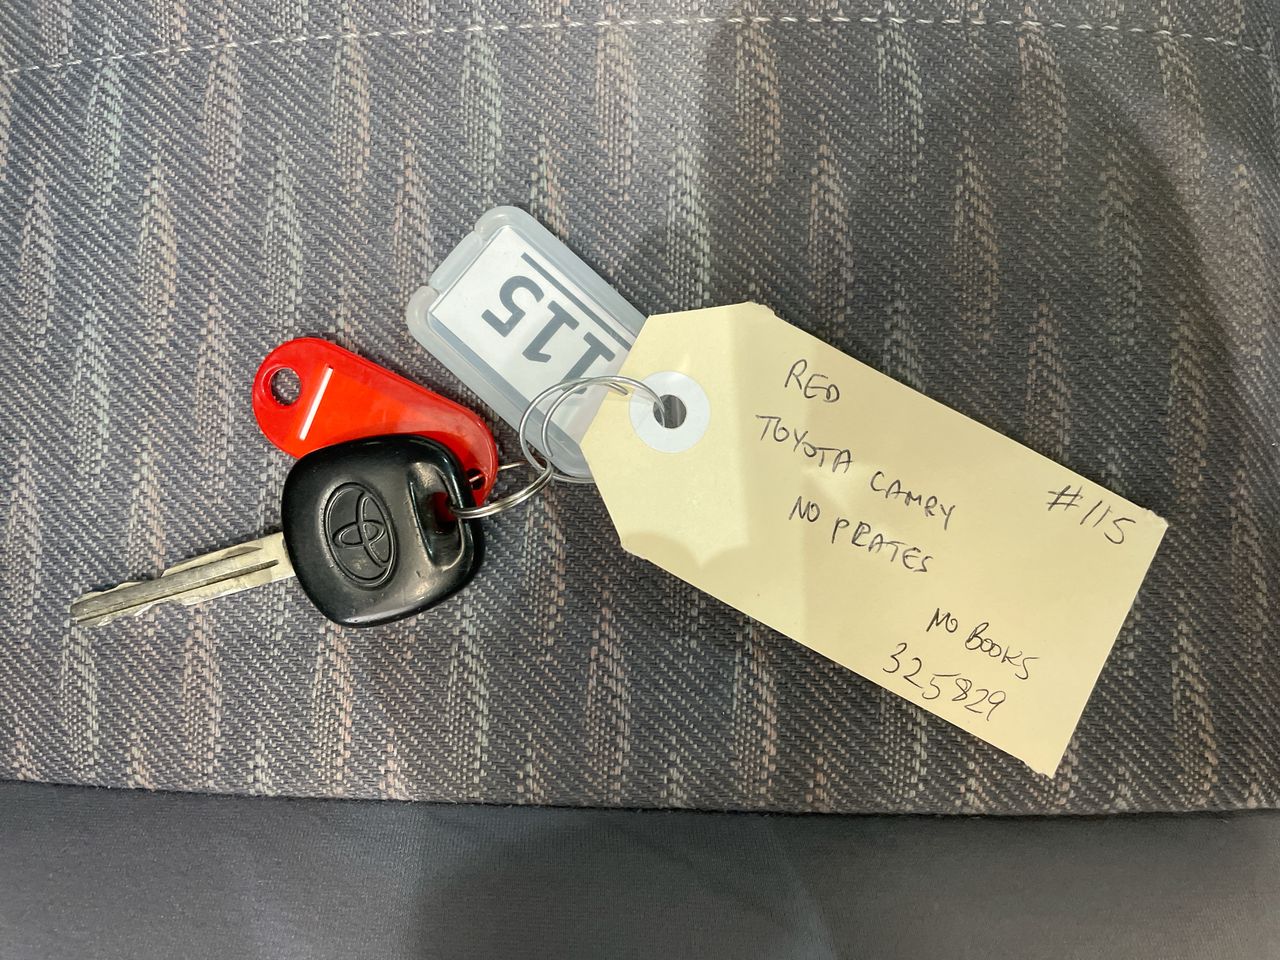 115
RED
TOYOTA CAMRY
#115
NO PLATES
NO BOOKS
325829